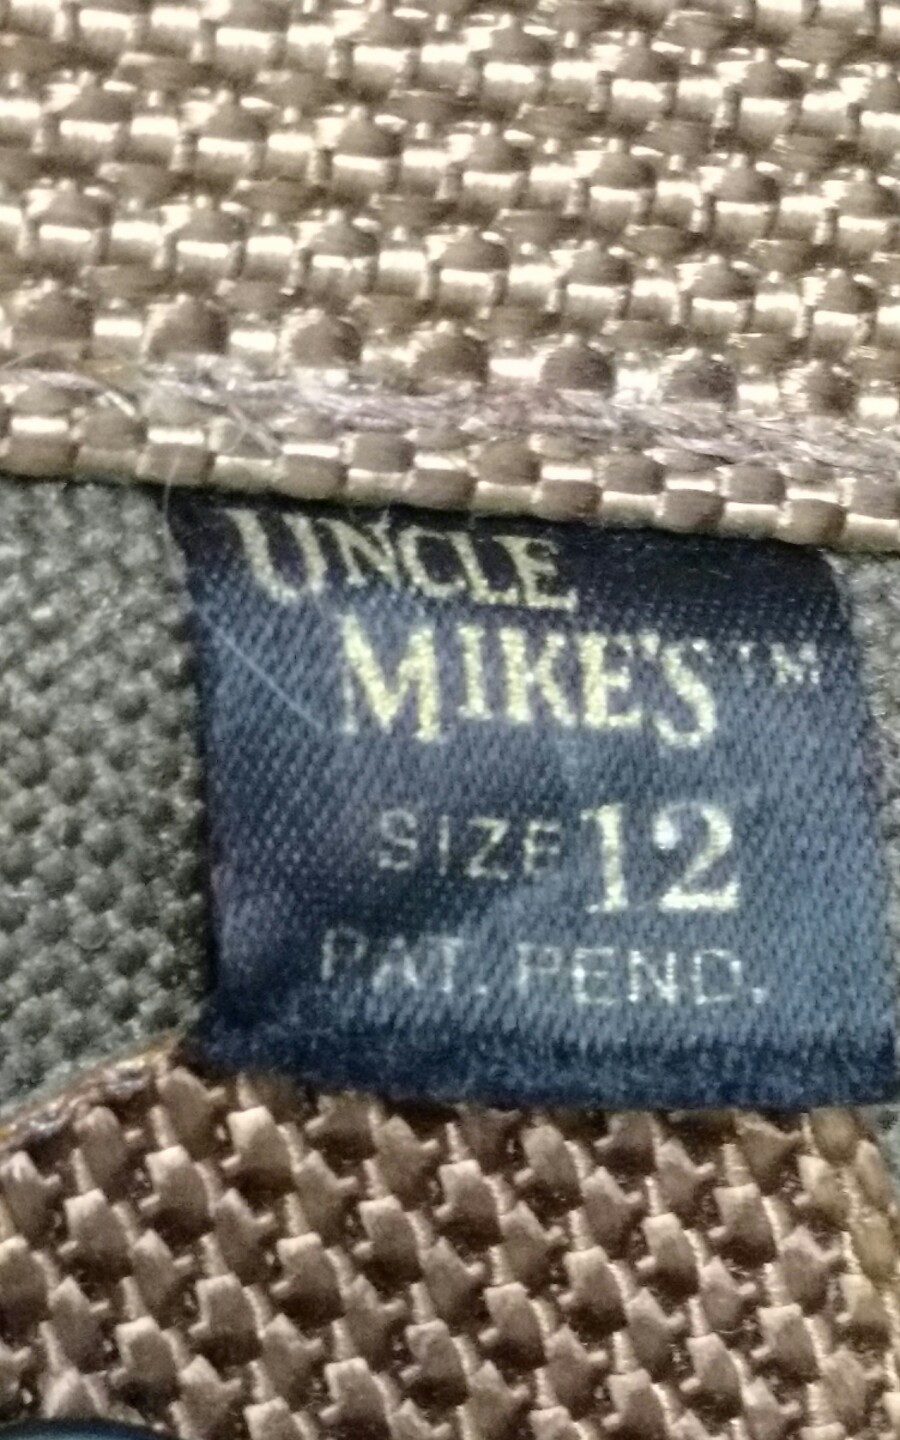 UNCLE
MIKE'S™
SIZE 12
PAT. PEND.